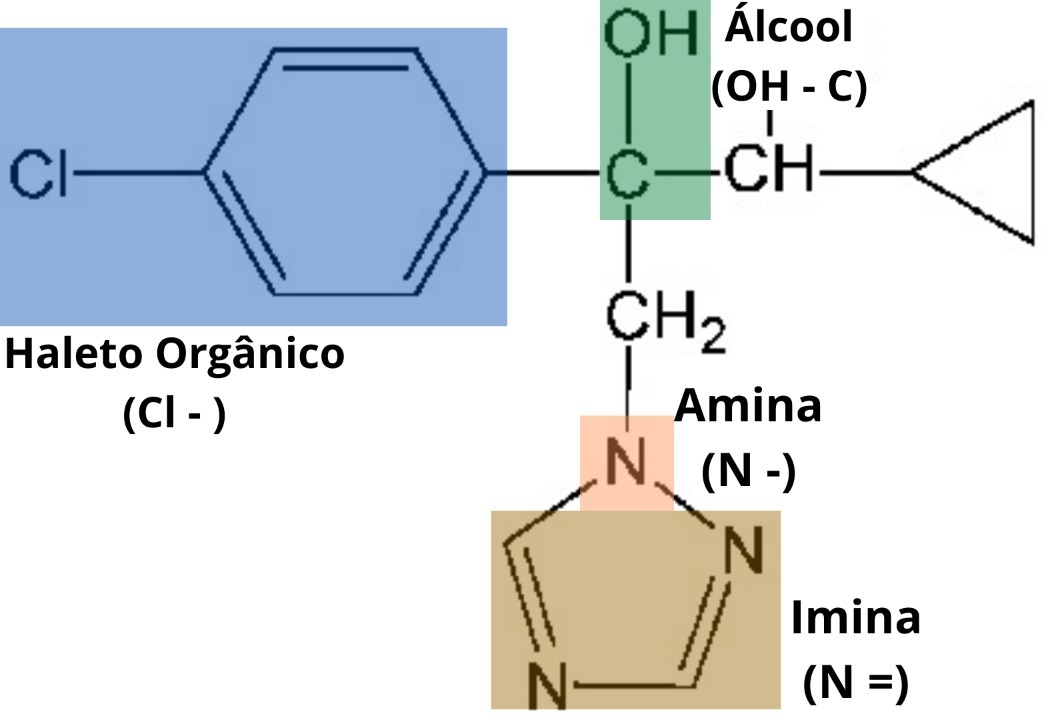 OH
Álcool
(OH - C)
Cl
C
CH
Haleto Orgânico
(Cl - )
CH2
Amina
(N -)
N
N
Imina
(N =)
N